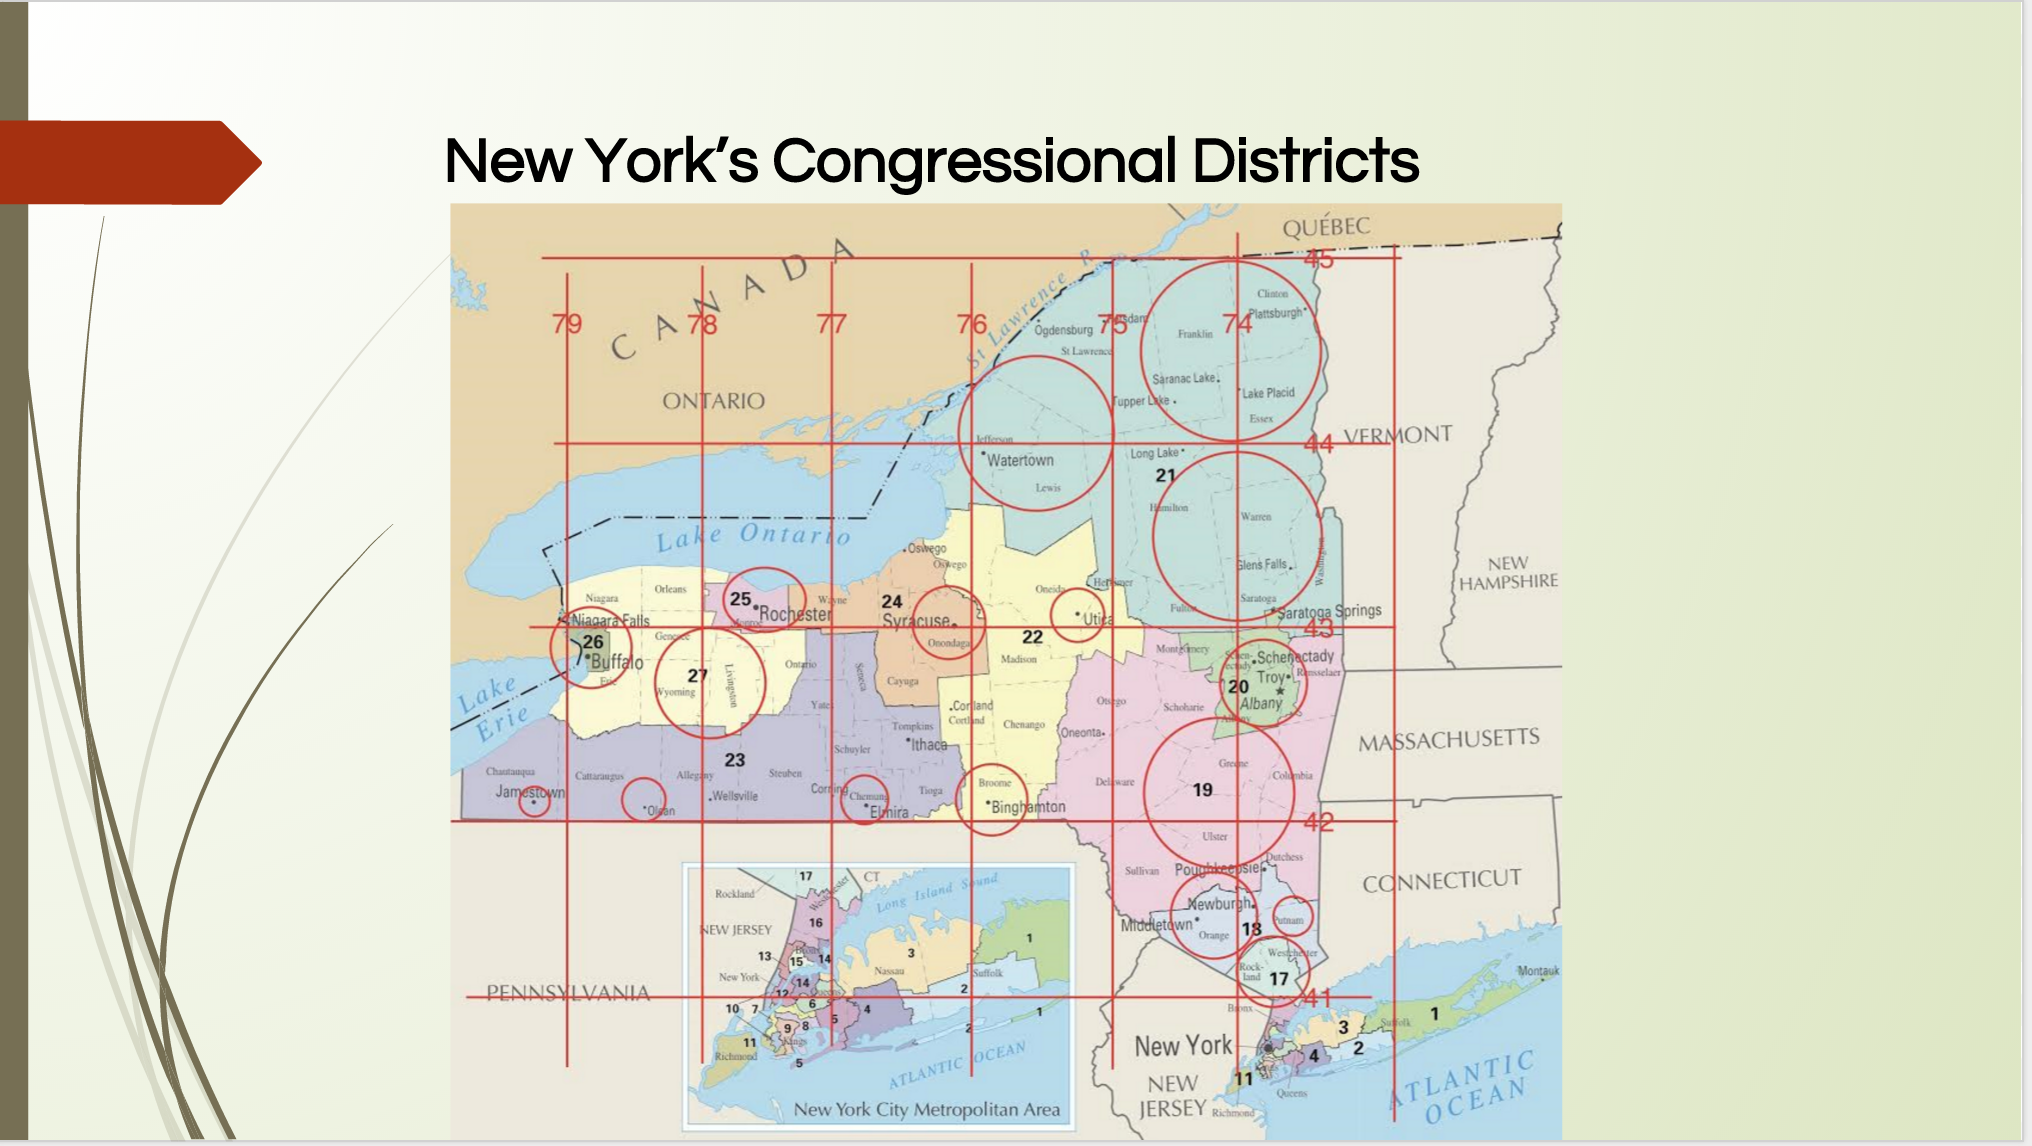 New York’s Congressional Districts
QUÉBEC
CANADA
45
St Lawrence R.
Clinton
Plattsburgh
79
78
77
76
75
74
Ogdensburg
Franklin
St Lawrence
Saranac Lake
Lake Placid
Tupper Lake
ONTARIO
Essex
44
VERMONT
Jefferson
Watertown
Long Lake
21
Lewis
Hamilton
Warren
Lake Ontario
Oswego
Oswego
Glens Falls
Washington
NEW
HAMPSHIRE
Oneida
Herkimer
Niagara
Orleans
25
Rochester
Monroe
Wayne
24
Syracuse
Utica
Fulton
Saratoga
Saratoga Springs
Niagara Falls
43
26
Buffalo
Erie
Genesee
22
Onondaga
Madison
Montgomery
Schenectady
Schenectady
Troy
Rensselaer
27
Wyoming
Livingston
Ontario
Seneca
Cayuga
20
Albany
Albany
Lake
Erie
Yates
Cortland
Cortland
Chenango
Otsego
Schoharie
Oneonta
Tompkins
Ithaca
Schuyler
23
MASSACHUSETTS
Chautauqua
Jamestown
Cattaraugus
Olean
Allegany
Wellsville
Steuben
Corning
Chemung
Elmira
Tioga
Broome
Binghamton
Delaware
Greene
Columbia
19
42
Ulster
Sullivan
Poughkeepsie
Dutchess
CONNECTICUT
Newburgh
Middletown
Orange
18
Putnam
Westchester
Rock-
land
17
41
Montauk
PENNSYLVANIA
Bronx
Suffolk
1
3
2
4
New York
11
Queens
Richmond
NEW
JERSEY
ATLANTIC
OCEAN
17
CT
Long Island Sound
Rockland
Westchester
16
NEW JERSEY
13
15
14
3
1
Nassau
Suffolk
New York
14
12
Queens
2
10
7
6
4
5
1
9
8
2
11
Kings
Richmond
5
ATLANTIC OCEAN
New York City Metropolitan Area